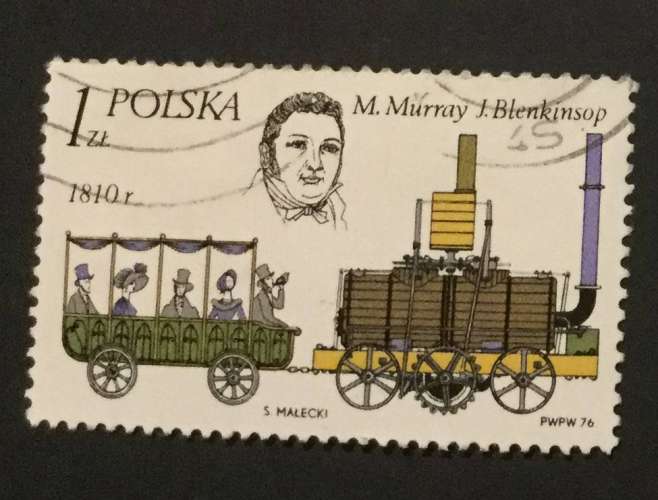 1 ZŁ POLSKA
M. Murray J. Blenkinsop
1810 r
S. MAŁECKI
PWPW 76